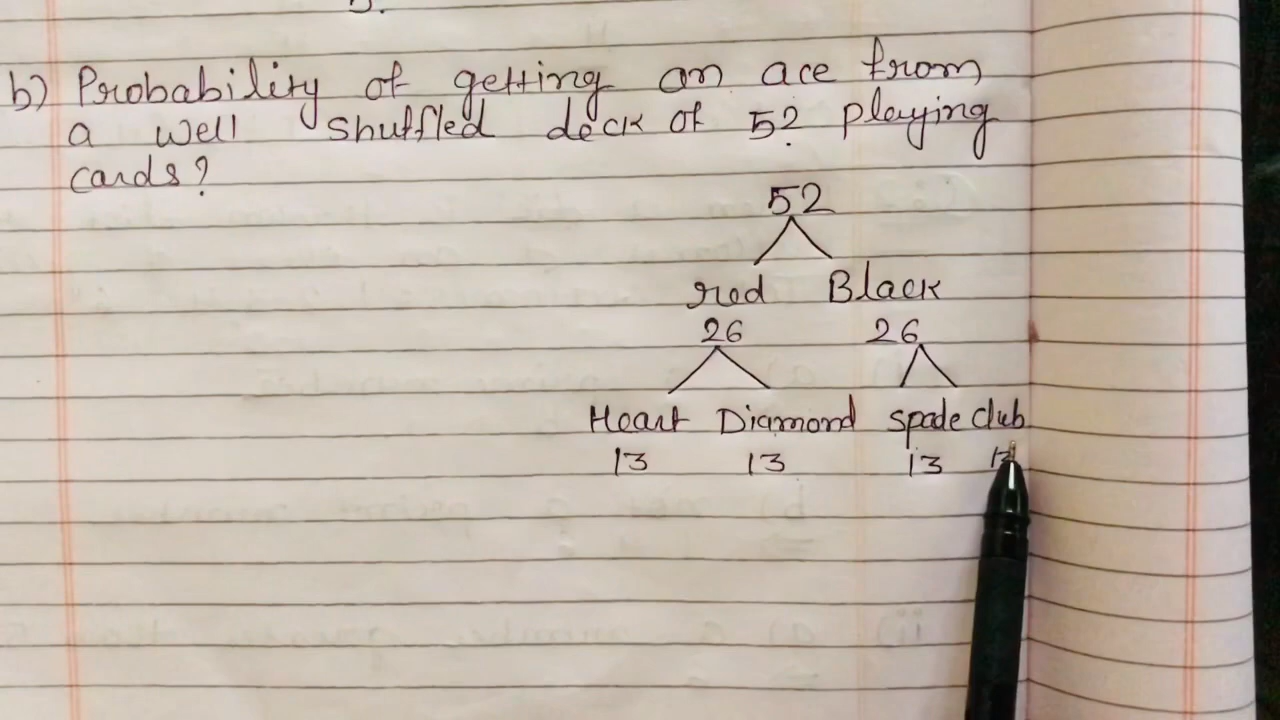 b) Probability of getting an ace from
a well shuffled deck of 52 playing
cards?
52
red Black
26 26
Heart Diamond Spade Club
13 13 13 13